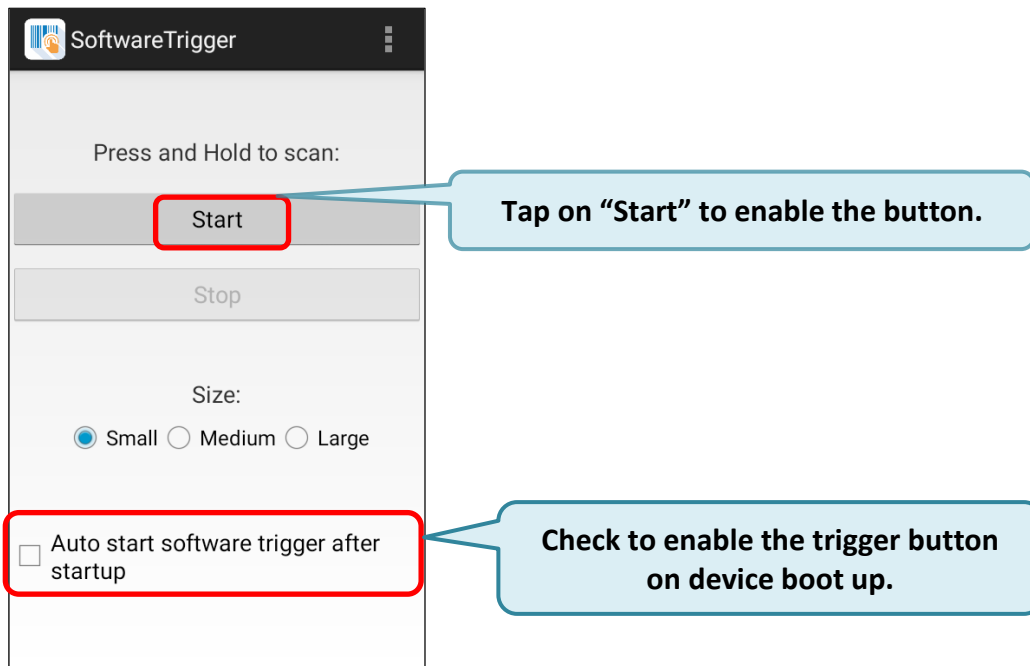 SoftwareTrigger
Press and Hold to scan:
Start
Tap on “Start” to enable the button.
Stop
Size:
Small Medium Large
Auto start software trigger after
startup
Check to enable the trigger button
on device boot up.